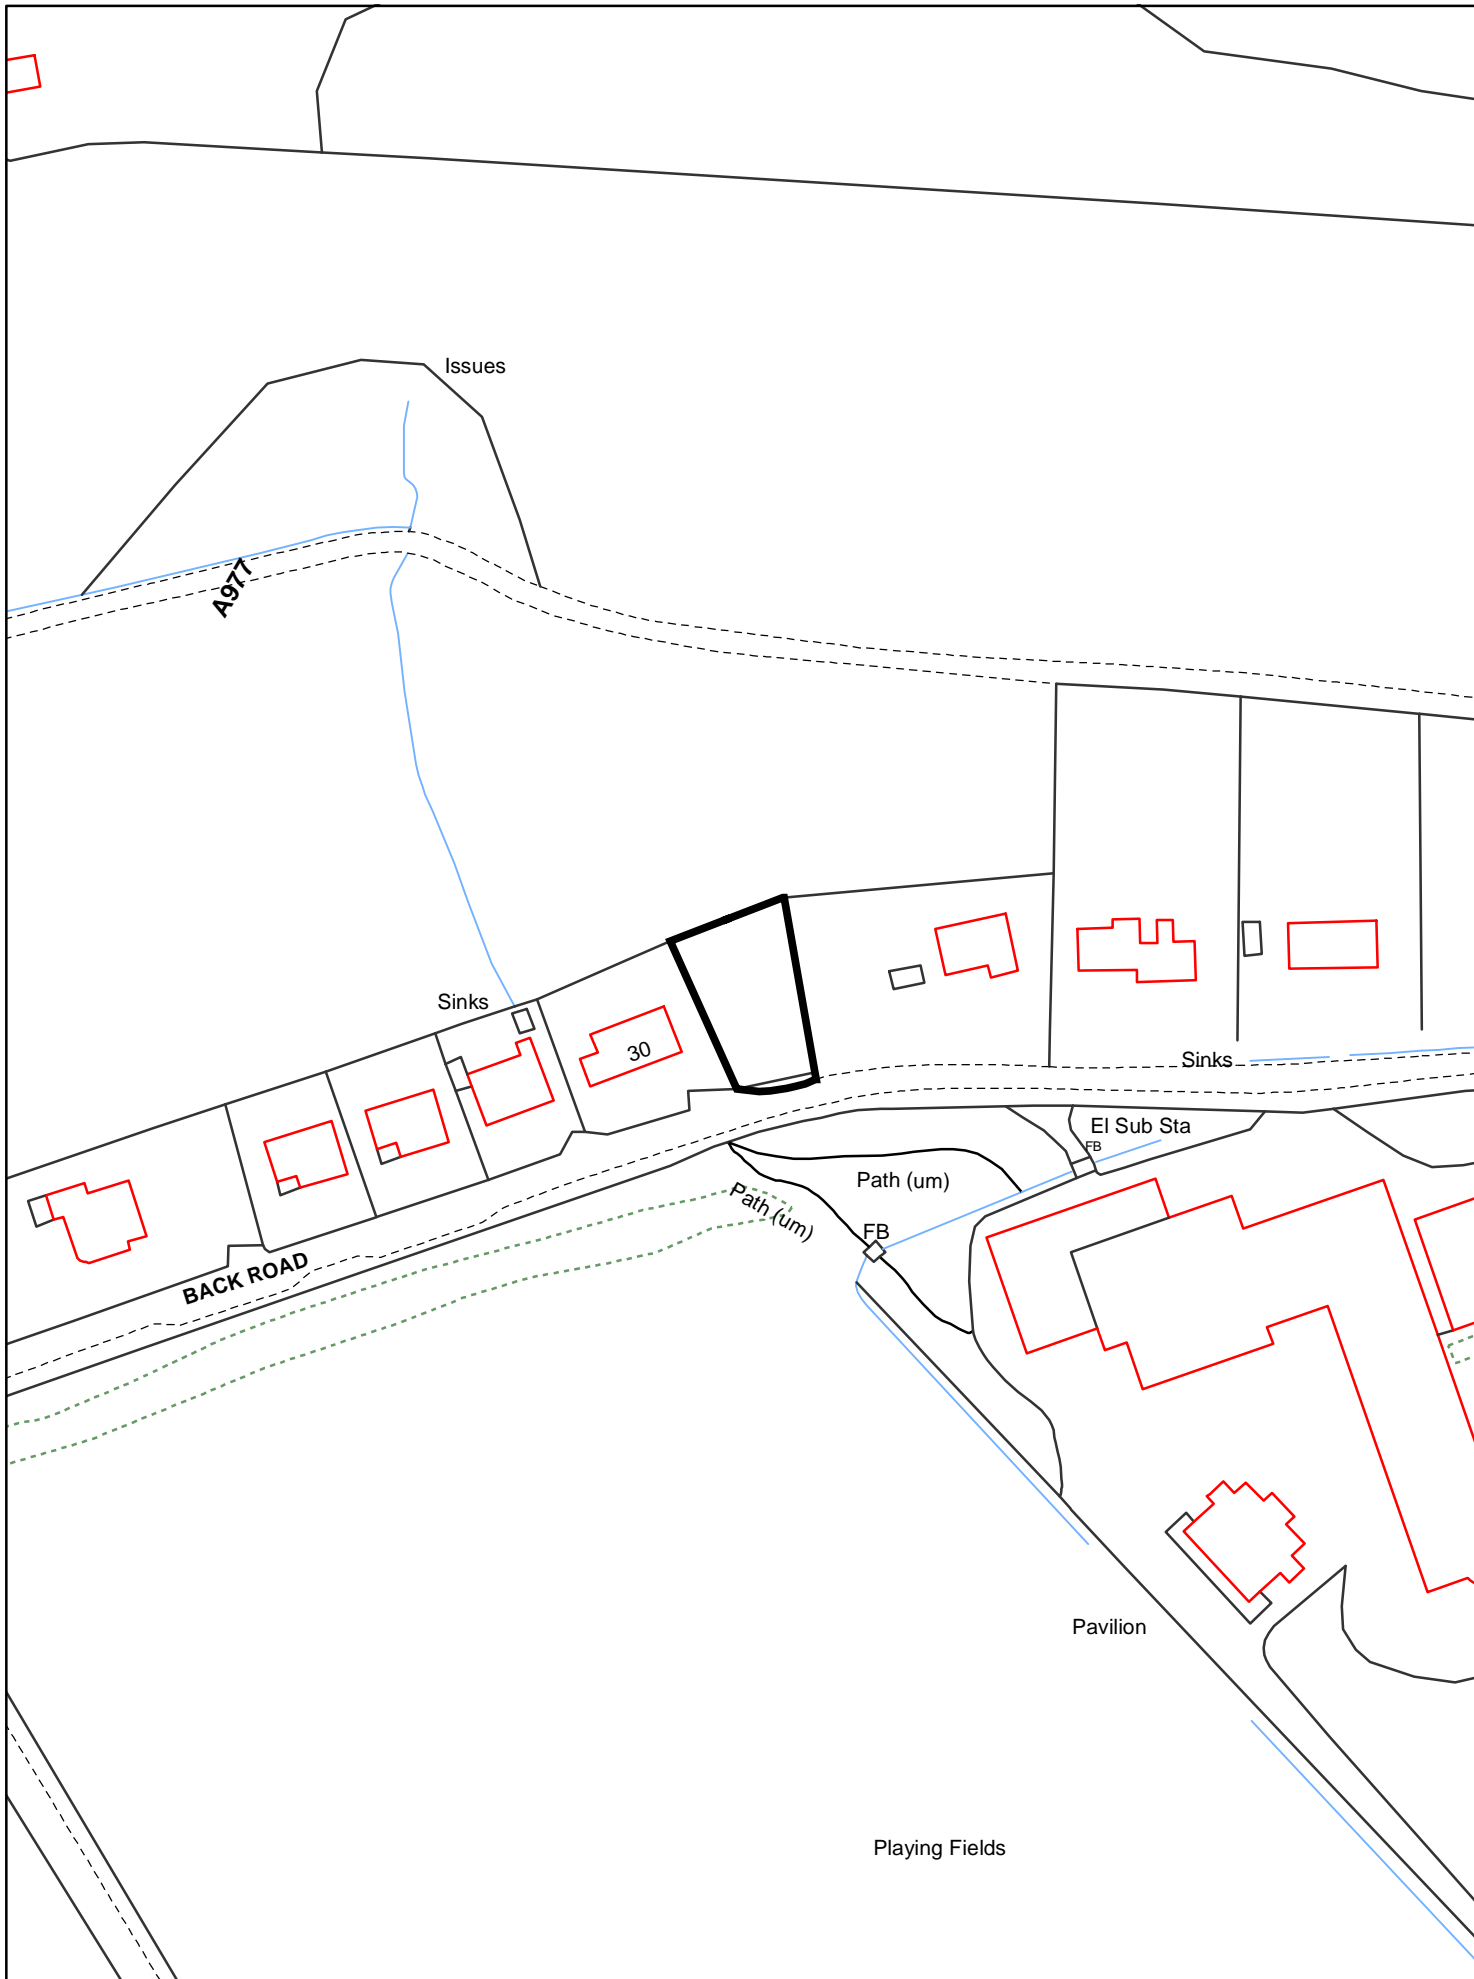 Issues
A977
Sinks
30
Sinks
El Sub Sta
FB
Path (um)
Path (um)
FB
BACK ROAD
Pavilion
Playing Fields